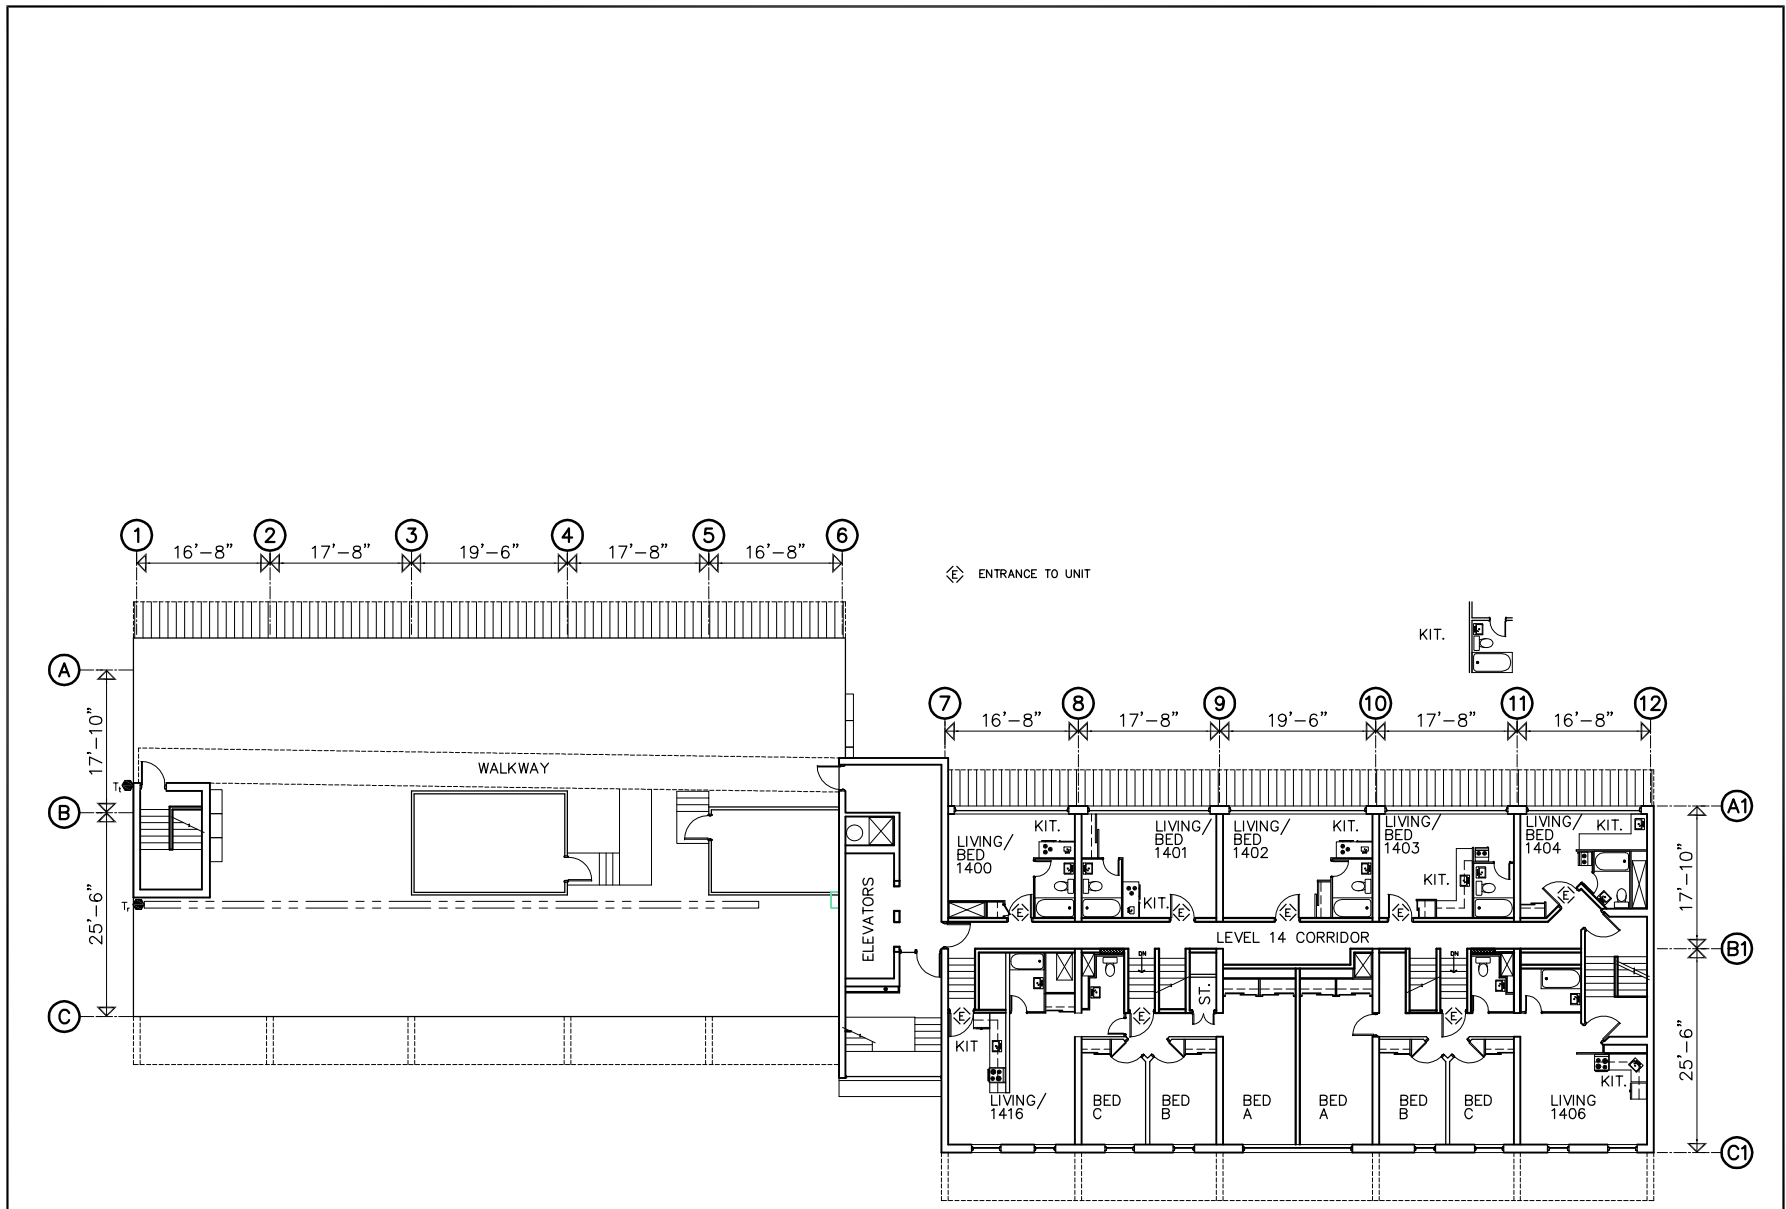 1
2
3
4
5
6
16'-8"
17'-8"
19'-6"
17'-8"
16'-8"
E ENTRANCE TO UNIT
KIT.
A
17'-10"
B
25'-6"
C
WALKWAY
Tt
Tr
ELEVATORS
7
8
9
10
11
12
16'-8"
17'-8"
19'-6"
17'-8"
16'-8"
A1
17'-10"
B1
25'-6"
C1
LIVING/
BED
1400
KIT.
LIVING/
BED
1401
KIT.
LIVING/
BED
1402
KIT.
LIVING/
BED
1403
KIT.
LIVING/
BED
1404
KIT.
E
E
E
E
E
LEVEL 14 CORRIDOR
DN
DN
ST.
E
E
E
KIT
LIVING/
1416
BED
C
BED
B
BED
A
BED
A
BED
B
BED
C
LIVING
1406
KIT.